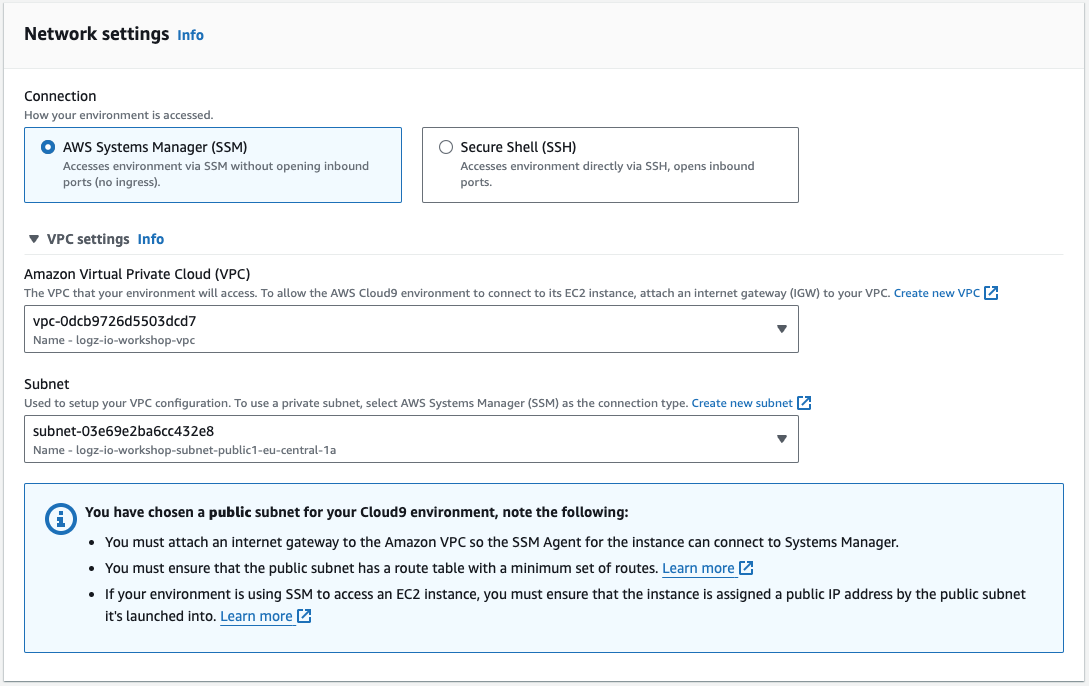 Network settings Info
Connection
How your environment is accessed.
AWS Systems Manager (SSM)
Accesses environment via SSM without opening inbound
ports (no ingress).
Secure Shell (SSH)
Accesses environment directly via SSH, opens inbound
ports.
VPC settings Info
Amazon Virtual Private Cloud (VPC)
The VPC that your environment will access. To allow the AWS Cloud9 environment to connect to its EC2 instance, attach an internet gateway (IGW) to your VPC. Create new VPC
vpc-0dcb9726d5503dcd7
Name - logz-io-workshop-vpc
Subnet
Used to setup your VPC configuration. To use a private subnet, select AWS Systems Manager (SSM) as the connection type. Create new subnet
subnet-03e69e2ba6cc432e8
Name - logz-io-workshop-subnet-public1-eu-central-1a
You have chosen a public subnet for your Cloud9 environment, note the following:
• You must attach an internet gateway to the Amazon VPC so the SSM Agent for the instance can connect to Systems Manager.
• You must ensure that the public subnet has a route table with a minimum set of routes. Learn more
• If your environment is using SSM to access an EC2 instance, you must ensure that the instance is assigned a public IP address by the public subnet
it's launched into. Learn more